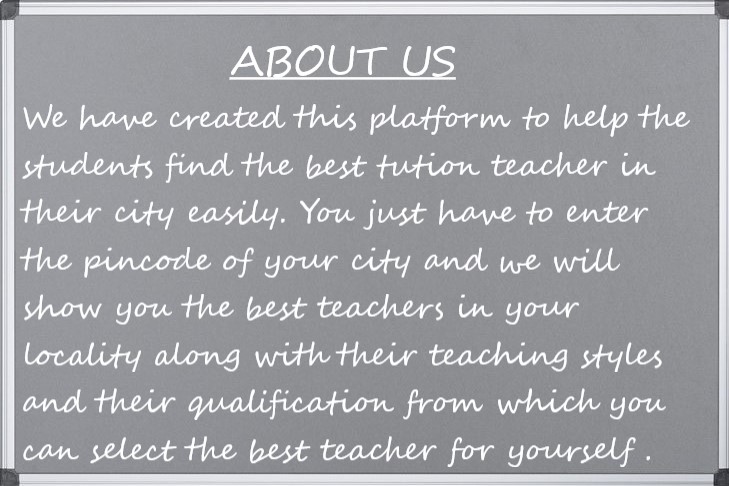 ABOUT US
We have created this platform to help the
students find the best tution teacher in
their city easily. You just have to enter
the pincode of your city and we will
show you the best teachers in your
locality along with their teaching styles
and their qualification from which you
can select the best teacher for yourself .